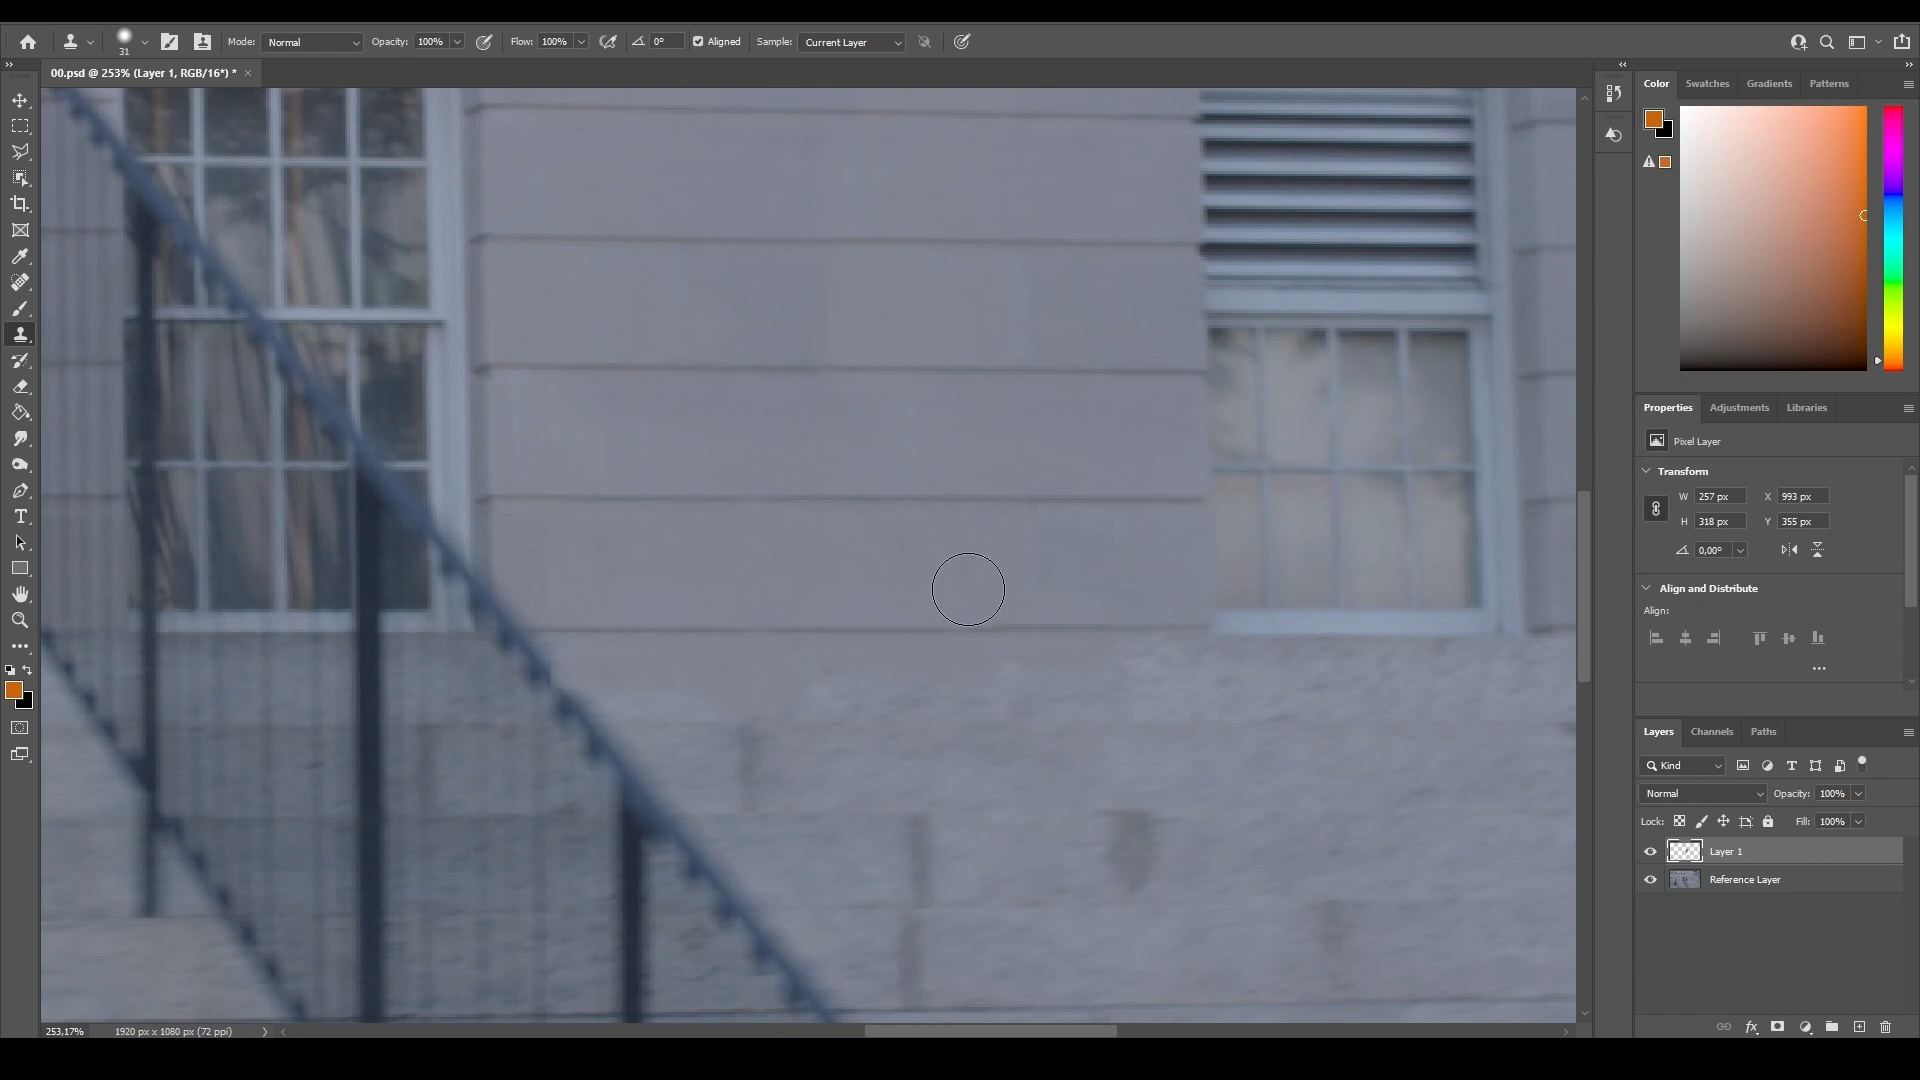 31
Mode:
Normal
Opacity: 100%
Flow: 100%
0°
Aligned
Sample:
Current Layer
00.psd @ 253% (Layer 1, RGB/16*) *
Color
Swatches
Gradients
Patterns
Properties
Adjustments
Libraries
Pixel Layer
Transform
W 257 px
X 993 px
H 318 px
Y 355 px
0,00°
Align and Distribute
Align:
Layers
Channels
Paths
Kind
Normal
Opacity: 100%
Lock:
Fill: 100%
Layer 1
Reference Layer
fx
253,17%
1920 px x 1080 px (72 ppi)